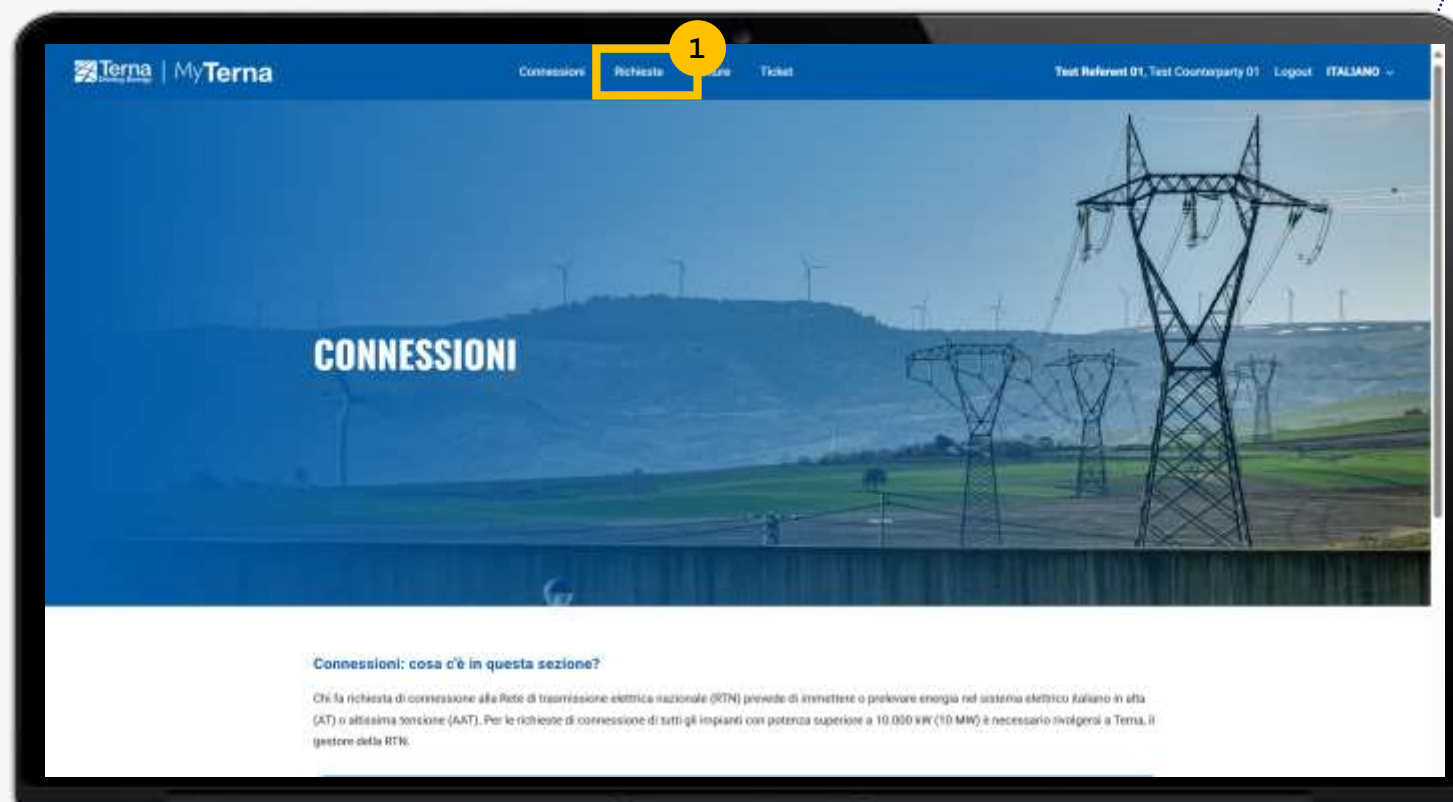 1
Terna | MyTerna
Connessioni Richieste Ticket
Test Referent 01, Test Counterparty 01 Logout ITALIANO
CONNESSIONI
Connessioni: cosa c'è in questa sezione?
Chi fa richiesta di connessione alla Rete di trasmissione elettrica nazionale (RTN) prevede di immettere o prelevare energia nel sistema elettrico italiano in alta
(AT) o altissima tensione (AAT). Per le richieste di connessione di tutti gli impianti con potenza superiore a 10.000 kW (10 MW) è necessario rivolgersi a Terna, il
gestore della RTN.